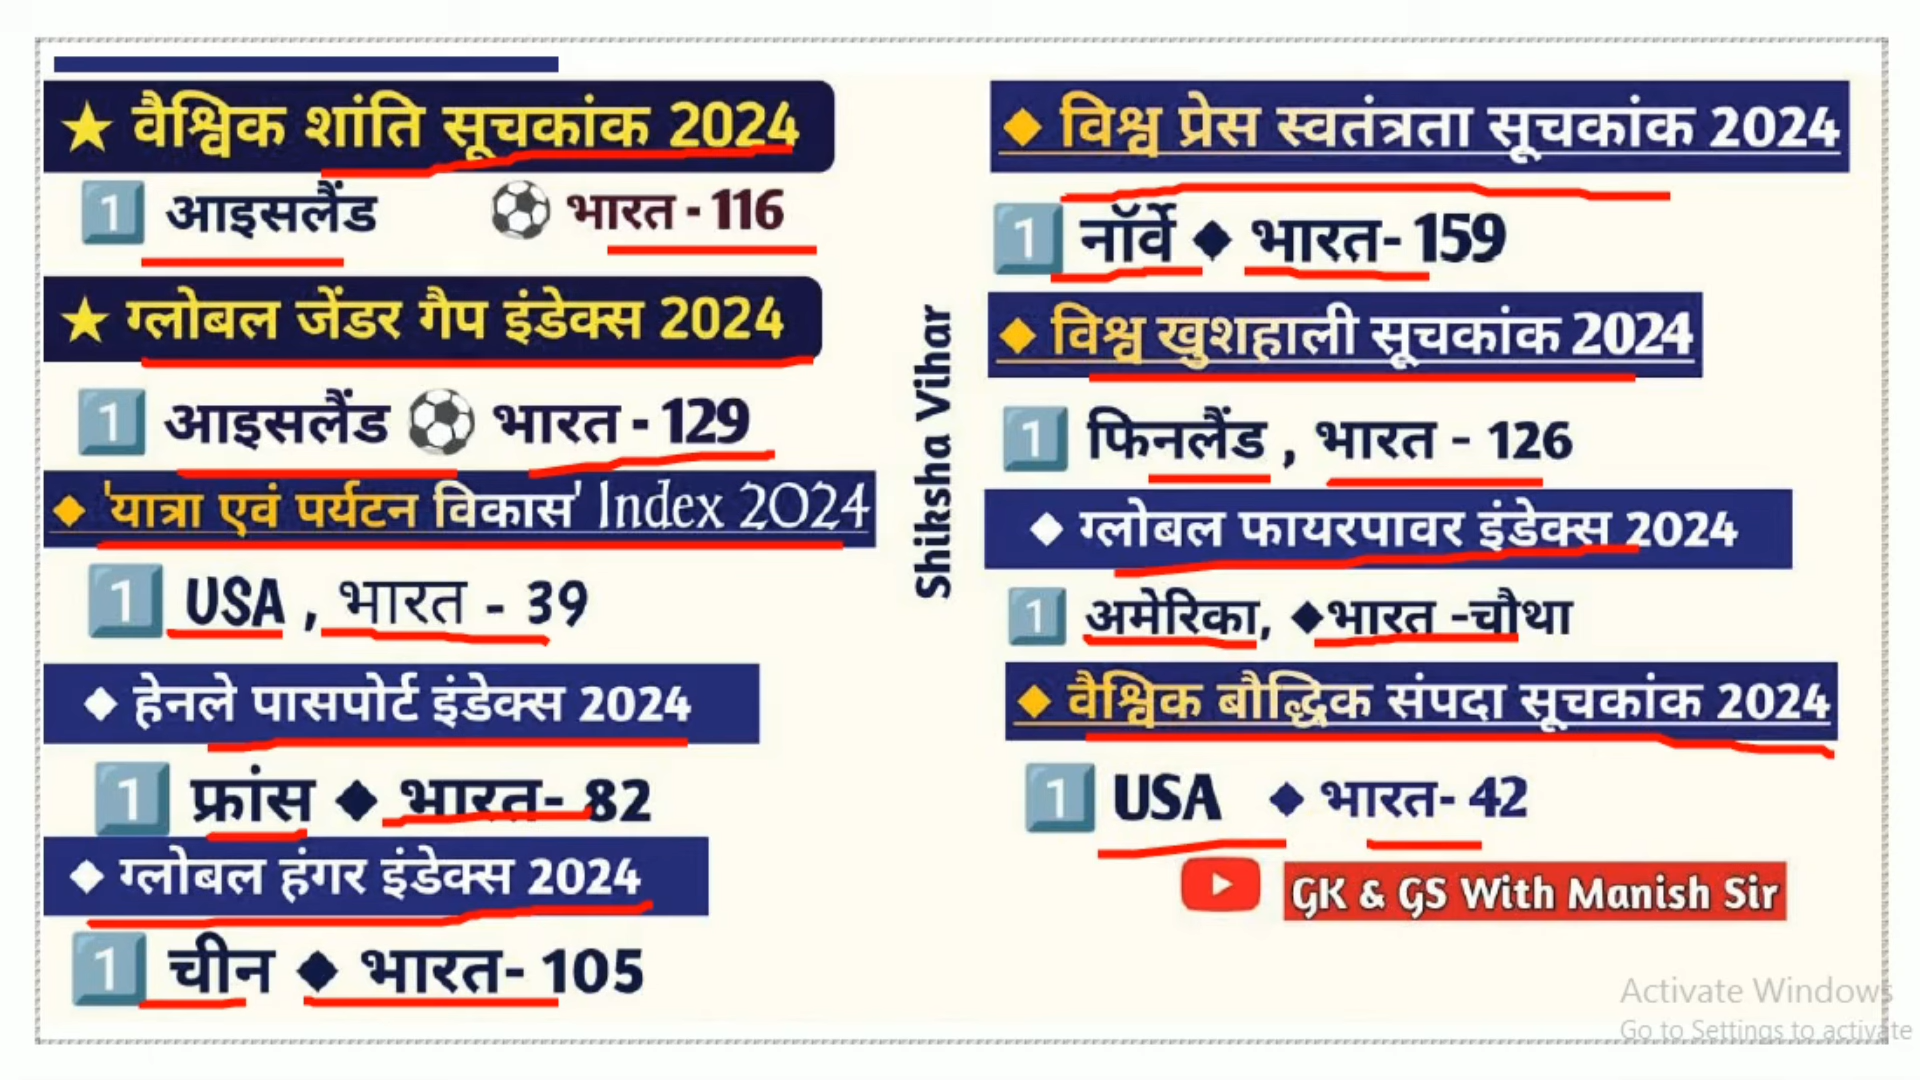 ★ वैश्विक शांति सूचकांक 2024
1 आइसलैंड ⚽ भारत - 116
★ ग्लोबल जेंडर गैप इंडेक्स 2024
1 आइसलैंड ⚽ भारत - 129
◆ 'यात्रा एवं पर्यटन विकास' Index 2024
1 USA , भारत - 39
◆ हेनले पासपोर्ट इंडेक्स 2024
1 फ्रांस ◆ भारत- 82
◆ ग्लोबल हंगर इंडेक्स 2024
1 चीन ◆ भारत- 105
Shiksha Vihar
◆ विश्व प्रेस स्वतंत्रता सूचकांक 2024
1 नॉर्वे ◆ भारत- 159
◆ विश्व खुशहाली सूचकांक 2024
1 फिनलैंड , भारत - 126
◆ ग्लोबल फायरपावर इंडेक्स 2024
1 अमेरिका, ◆भारत -चौथा
◆ वैश्विक बौद्धिक संपदा सूचकांक 2024
1 USA ◆ भारत- 42
GK & GS With Manish Sir
Activate Windows
Go to Settings to activate